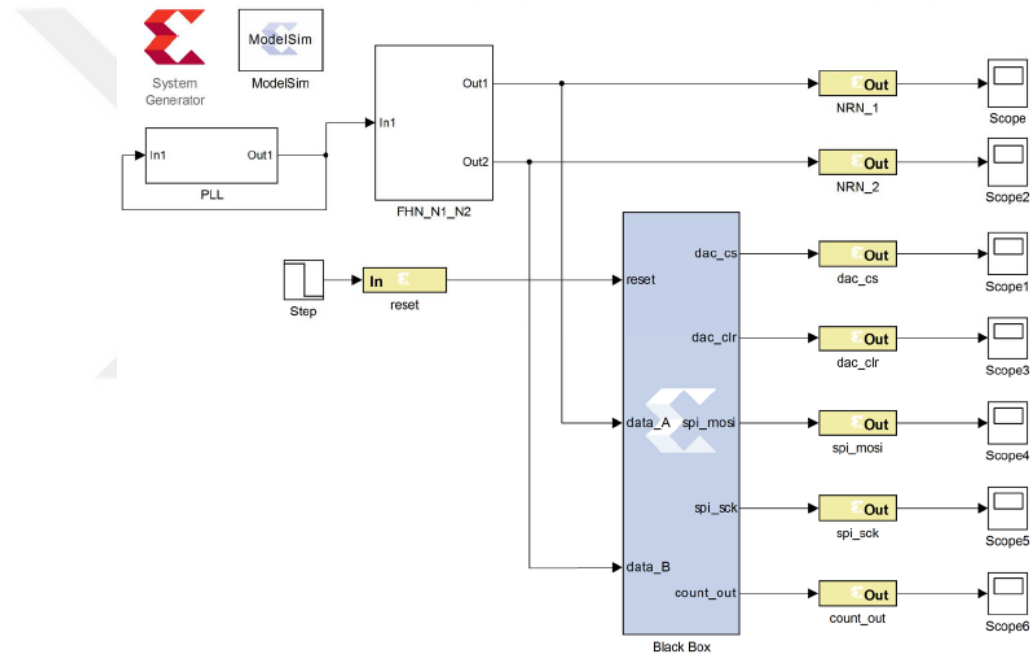 ModelSim
System
Generator
ModelSim
In1
Out1
PLL
In1
Out1
Out2
FHN_N1_N2
Out
NRN_1
Scope
Out
NRN_2
Scope2
Step
In
reset
reset
data_A
data_B
dac_cs
dac_clr
spi_mosi
spi_sck
count_out
Black Box
Out
dac_cs
Scope1
Out
dac_clr
Scope3
Out
spi_mosi
Scope4
Out
spi_sck
Scope5
Out
count_out
Scope6